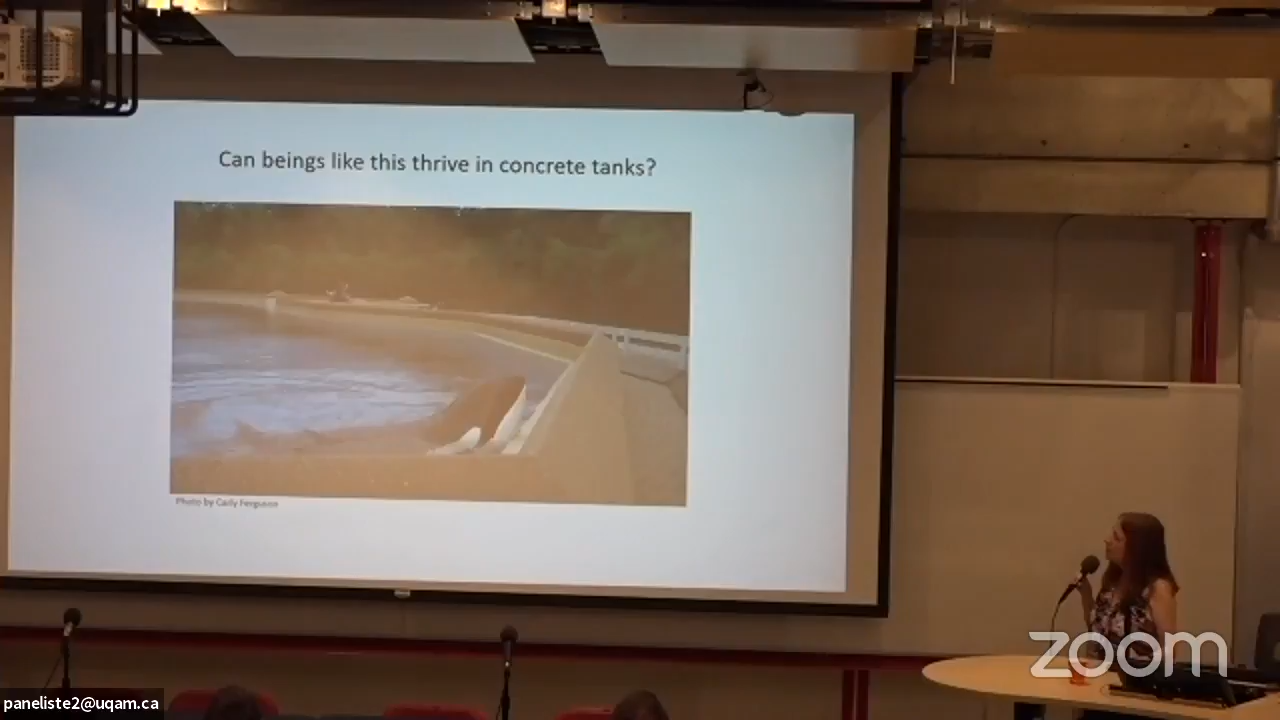 Can beings like this thrive in concrete tanks?
Photo by Carly Ferguson
zoom
paneliste2@uqam.ca